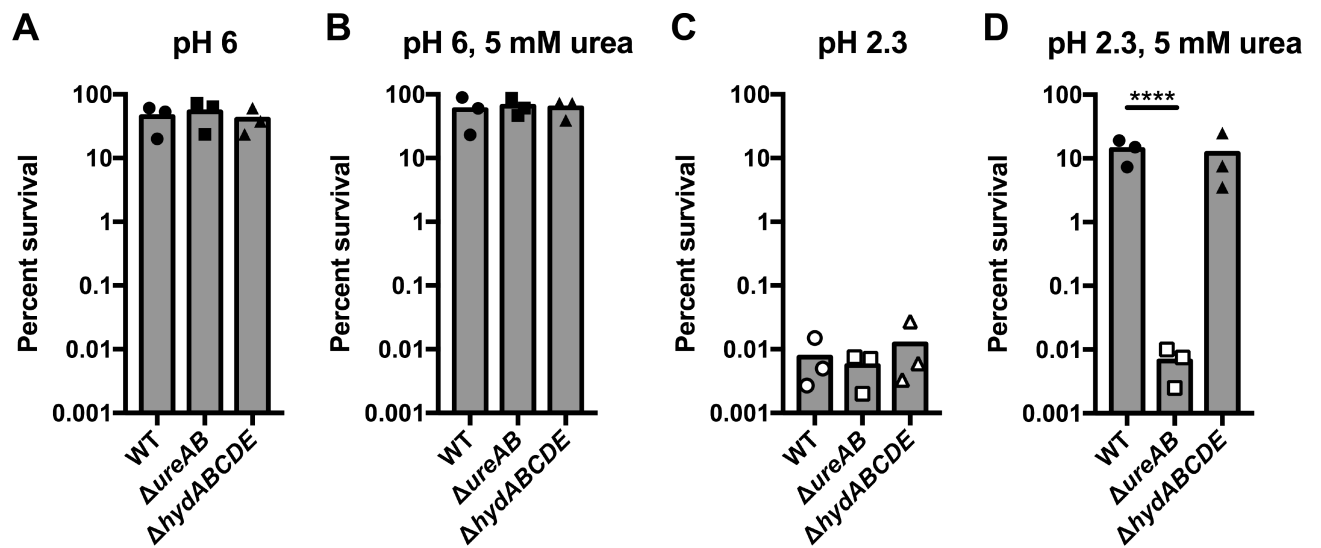 A
pH 6
Percent survival
100
10
1
0.1
0.01
0.001
WT
ΔureAB
ΔhydABCDE
B
pH 6, 5 mM urea
Percent survival
100
10
1
0.1
0.01
0.001
WT
ΔureAB
ΔhydABCDE
C
pH 2.3
Percent survival
100
10
1
0.1
0.01
0.001
WT
ΔureAB
ΔhydABCDE
D
pH 2.3, 5 mM urea
Percent survival
100
10
1
0.1
0.01
0.001
****
WT
ΔureAB
ΔhydABCDE